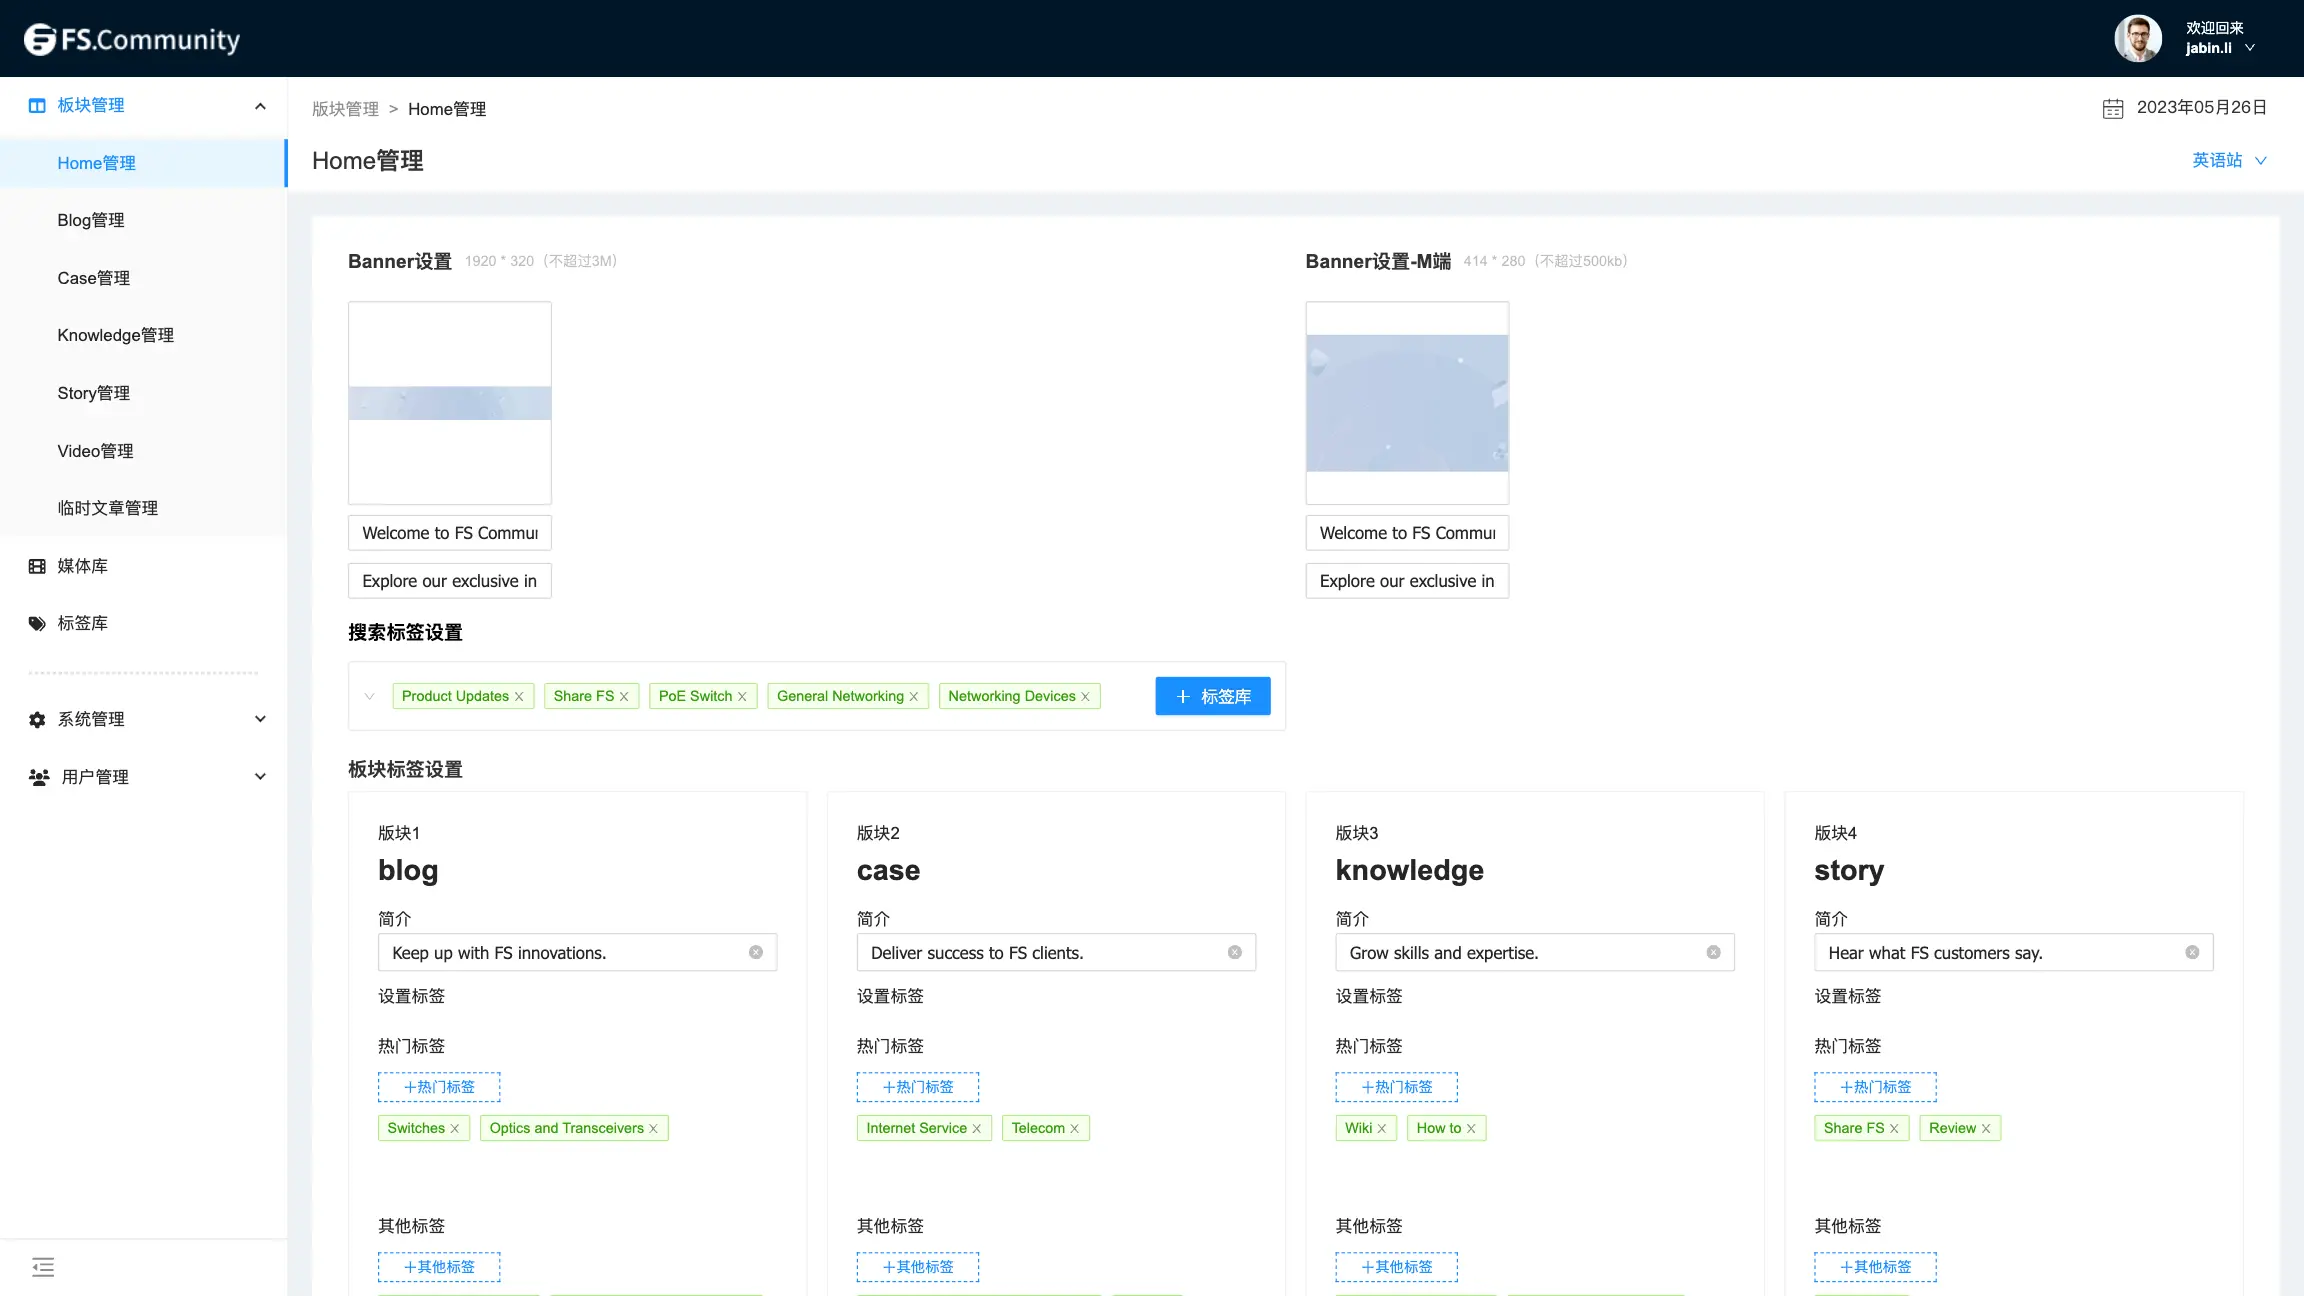 FS.Community
欢迎回来
jabin.li
板块管理
Home管理
Blog管理
Case管理
Knowledge管理
Story管理
Video管理
临时文章管理
媒体库
标签库
系统管理
用户管理
版块管理 > Home管理
2023年05月26日
Home管理
英语站
Banner设置 1920 * 320（不超过3M）
Banner设置-M端 414 * 280（不超过500kb）
Welcome to FS Commu
Welcome to FS Commu
Explore our exclusive in
Explore our exclusive in
搜索标签设置
Product Updates
Share FS
PoE Switch
General Networking
Networking Devices
标签库
板块标签设置
版块1
blog
简介
Keep up with FS innovations.
设置标签
热门标签
+热门标签
Switches
Optics and Transceivers
其他标签
+其他标签
版块2
case
简介
Deliver success to FS clients.
设置标签
热门标签
+热门标签
Internet Service
Telecom
其他标签
+其他标签
版块3
knowledge
简介
Grow skills and expertise.
设置标签
热门标签
+热门标签
Wiki
How to
其他标签
+其他标签
版块4
story
简介
Hear what FS customers say.
设置标签
热门标签
+热门标签
Share FS
Review
其他标签
+其他标签